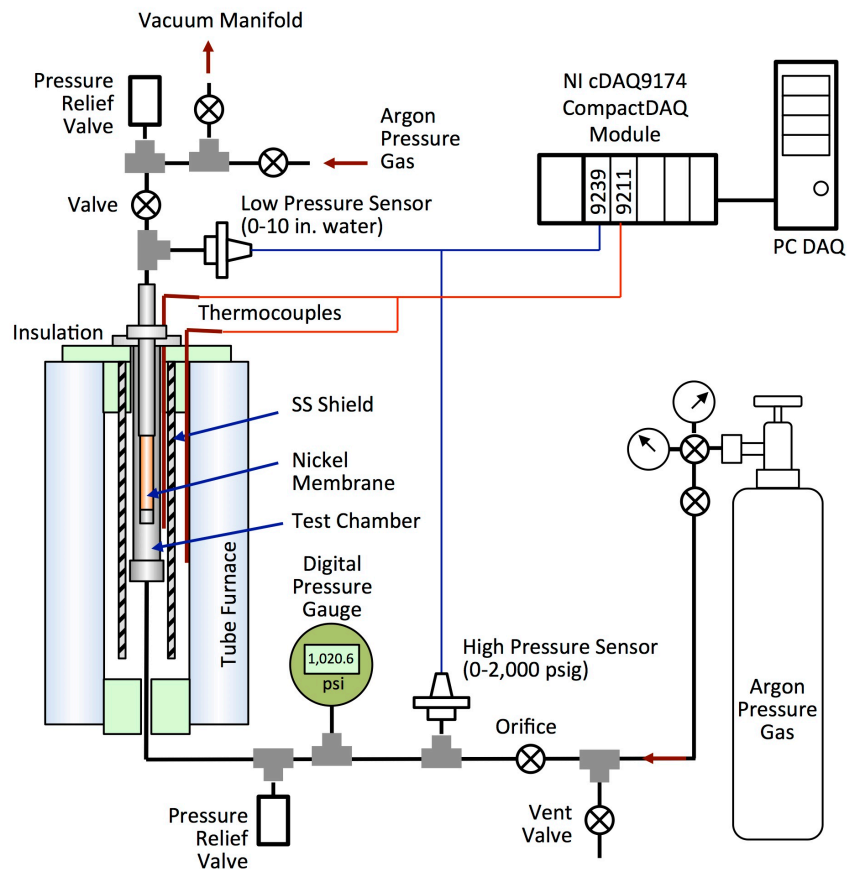 Vacuum Manifold
Pressure
Relief
Valve
Argon
Pressure
Gas
NI cDAQ9174
CompactDAQ
Module
9239
9211
PC DAQ
Valve
Low Pressure Sensor
(0-10 in. water)
Thermocouples
Insulation
SS Shield
Nickel
Membrane
Test Chamber
Tube Furnace
Digital
Pressure
Gauge
1,020.6
psi
High Pressure Sensor
(0-2,000 psig)
Orifice
Argon
Pressure
Gas
Pressure
Relief
Valve
Vent
Valve